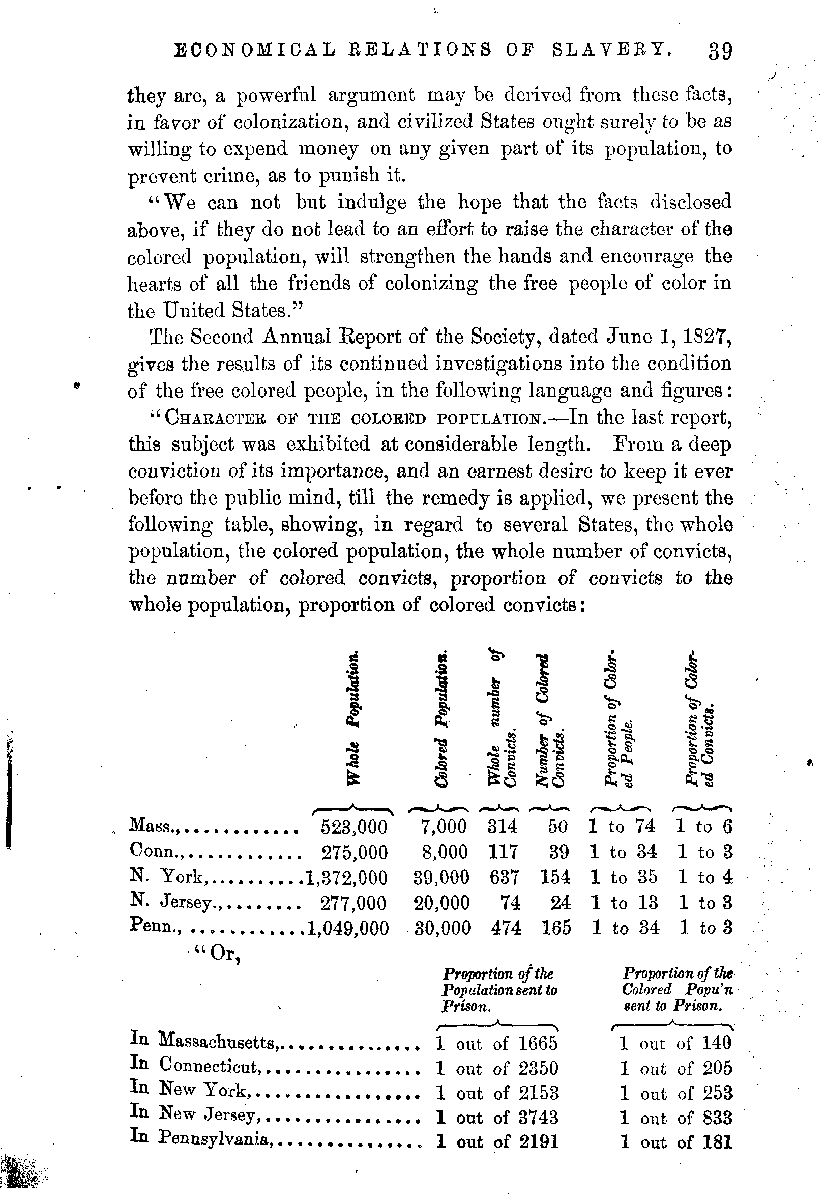 ECONOMICAL RELATIONS OF SLAVERY. 39
they are, a powerful argument may be derived from these facts,
in favor of colonization, and civilized States ought surely to be as
willing to expend money on any given part of its population, to
prevent crime, as to punish it.
“We can not but indulge the hope that the facts disclosed
above, if they do not lead to an effort to raise the character of the
colored population, will strengthen the hands and encourage the
hearts of all the friends of colonizing the free people of color in
the United States.”
The Second Annual Report of the Society, dated June 1, 1827,
gives the results of its continued investigations into the condition
of the free colored people, in the following language and figures:
“CHARACTER OF THE COLORED POPULATION.—In the last report,
this subject was exhibited at considerable length. From a deep
conviction of its importance, and an earnest desire to keep it ever
before the public mind, till the remedy is applied, we present the
following table, showing, in regard to several States, the whole
population, the colored population, the whole number of convicts,
the number of colored convicts, proportion of convicts to the
whole population, proportion of colored convicts:
Whole Population.
Colored Population.
Whole number of
Convicts.
Number of Colored
Convicts.
Proportion of Color-
ed People.
Proportion of Color-
ed Convicts.
Mass.,............ 523,000 7,000 314 50 1 to 74 1 to 6
Conn.,............ 275,000 8,000 117 39 1 to 34 1 to 3
N. York,..........1,372,000 39,000 637 154 1 to 35 1 to 4
N. Jersey.,........ 277,000 20,000 74 24 1 to 13 1 to 3
Penn., ............1,049,000 30,000 474 165 1 to 34 1 to 3
“Or,
Proportion of the Proportion of the
Population sent to Colored Popu'n
Prison. sent to Prison.
In Massachusetts,............... 1 out of 1665 1 out of 140
In Connecticut,................ 1 out of 2350 1 out of 205
In New York,................. 1 out of 2153 1 out of 253
In New Jersey,................ 1 out of 3743 1 out of 833
In Pennsylvania,............... 1 out of 2191 1 out of 181